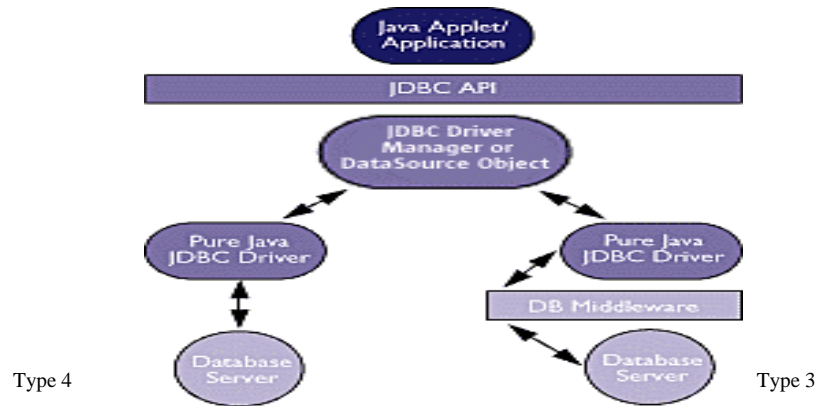 Java Applet/
Application
JDBC API
JDBC Driver
Manager or
DataSource Object
Pure Java
JDBC Driver
Pure Java
JDBC Driver
DB Middleware
Type 4
Database
Server
Database
Server
Type 3